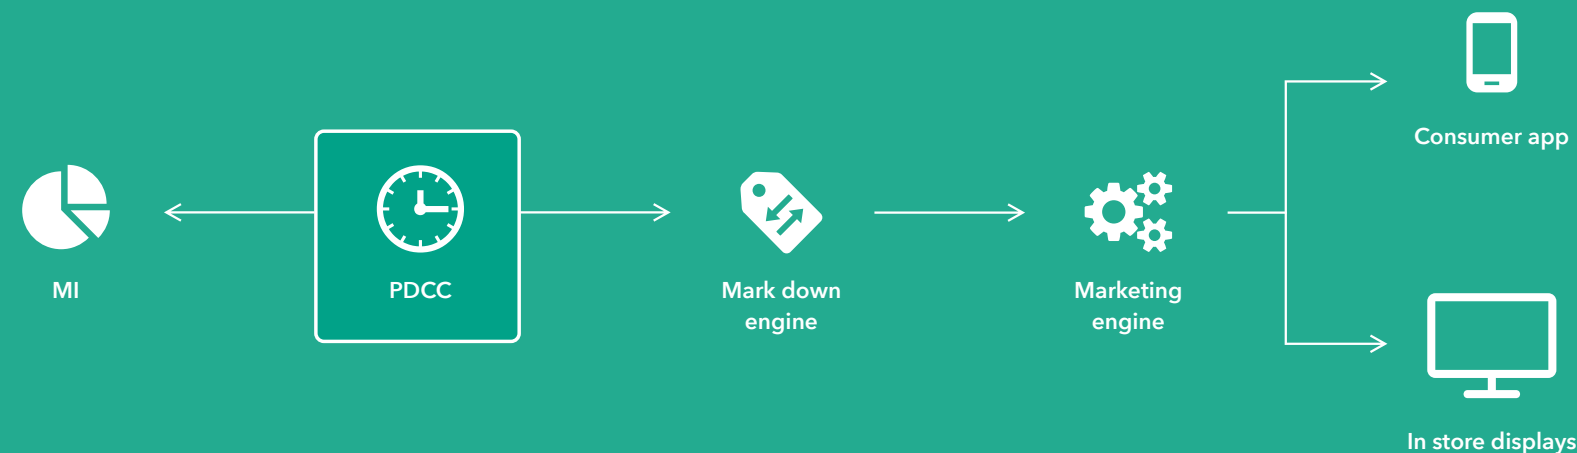 Consumer app
MI
PDCC
Mark down
engine
Marketing
engine
In store displays